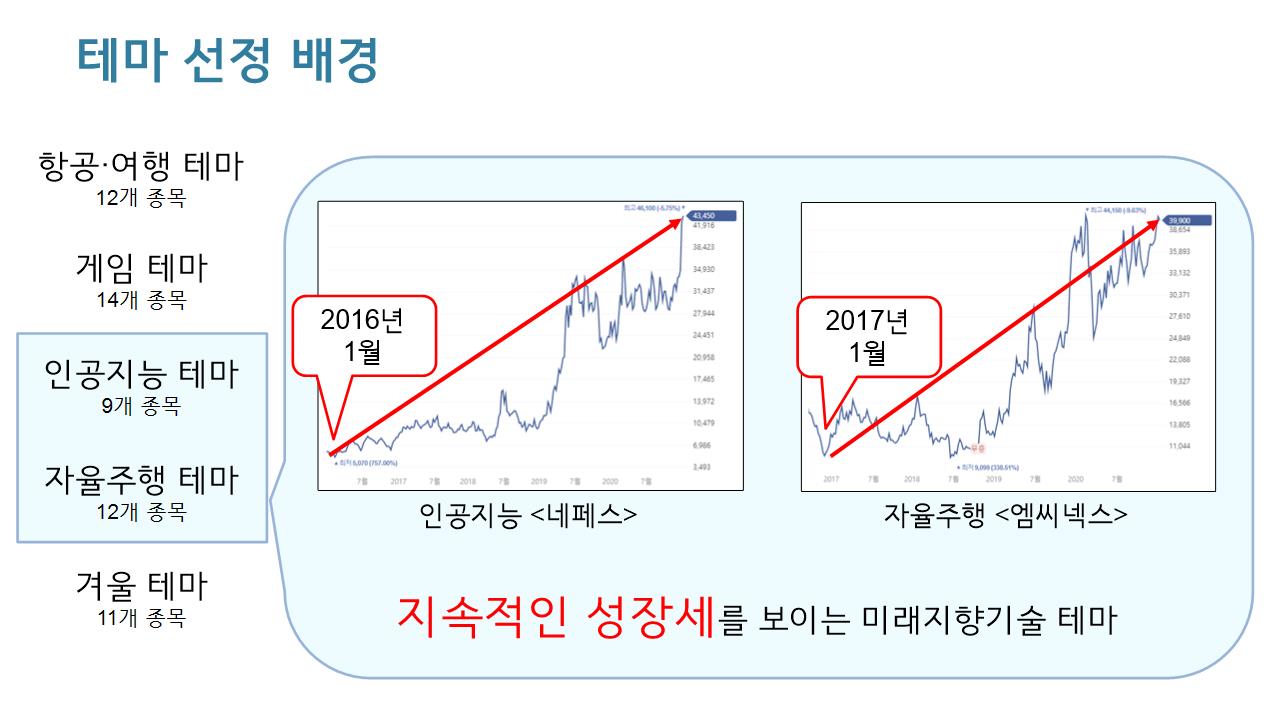 테마 선정 배경
항공·여행 테마
12개 종목
게임 테마
14개 종목
인공지능 테마
9개 종목
자율주행 테마
12개 종목
겨울 테마
11개 종목
최고 46,100 (-5.75%)
43,450
41,916
38,423
34,930
31,437
27,944
24,451
20,958
17,465
13,972
10,479
6,986
3,493
2016년
1월
최저 5,070 (757.00%)
7월 2017 7월 2018 7월 2019 7월 2020 7월
인공지능 <네페스>
최고 44,150 (-9.63%)
39,900
38,654
35,893
33,132
30,371
27,610
24,849
22,088
19,327
16,566
13,805
11,044
2017년
1월
무증
최저 9,099 (338.51%)
2017 7월 2018 7월 2019 7월 2020 7월
자율주행 <엠씨넥스>
지속적인 성장세를 보이는 미래지향기술 테마